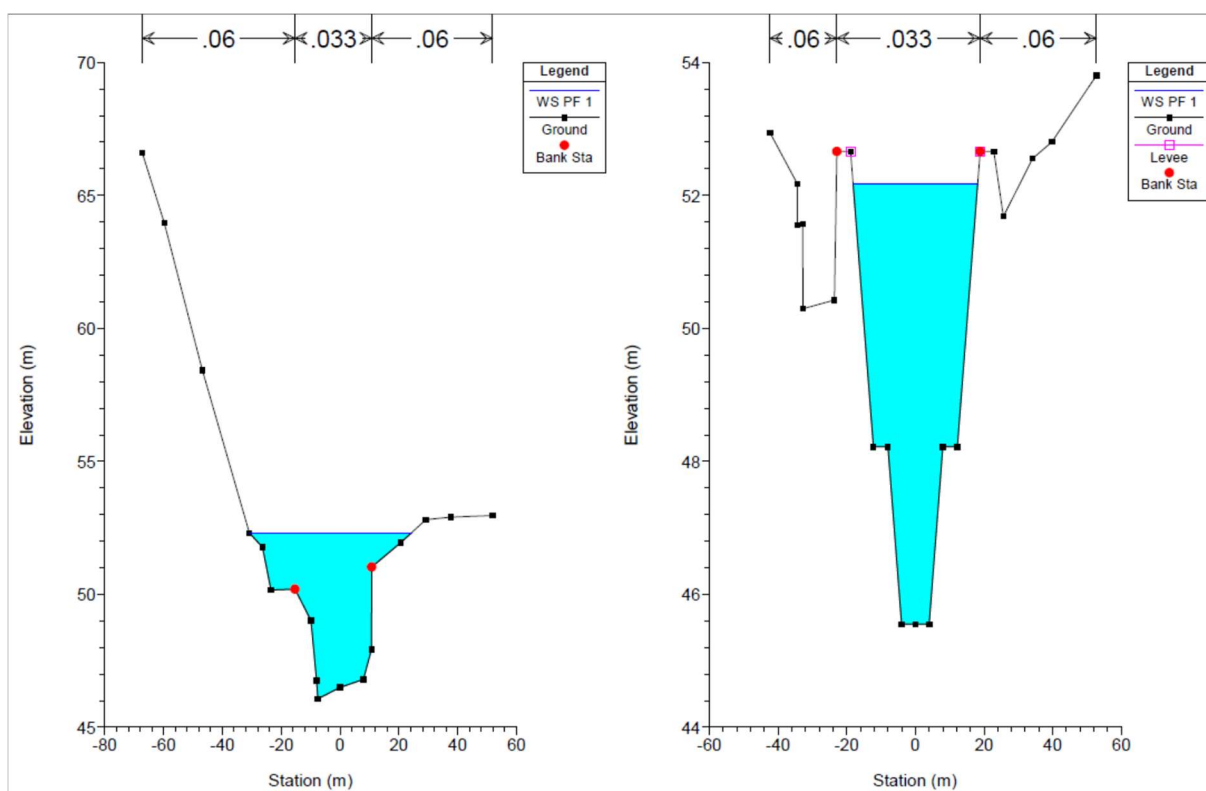 .06 .033 .06
70
65
60
55
50
45
Elevation (m)
-80 -60 -40 -20 0 20 40 60
Station (m)
Legend
WS PF 1
Ground
Bank Sta
.06 .033 .06
54
52
50
48
46
44
Elevation (m)
-60 -40 -20 0 20 40 60
Station (m)
Legend
WS PF 1
Ground
Levee
Bank Sta